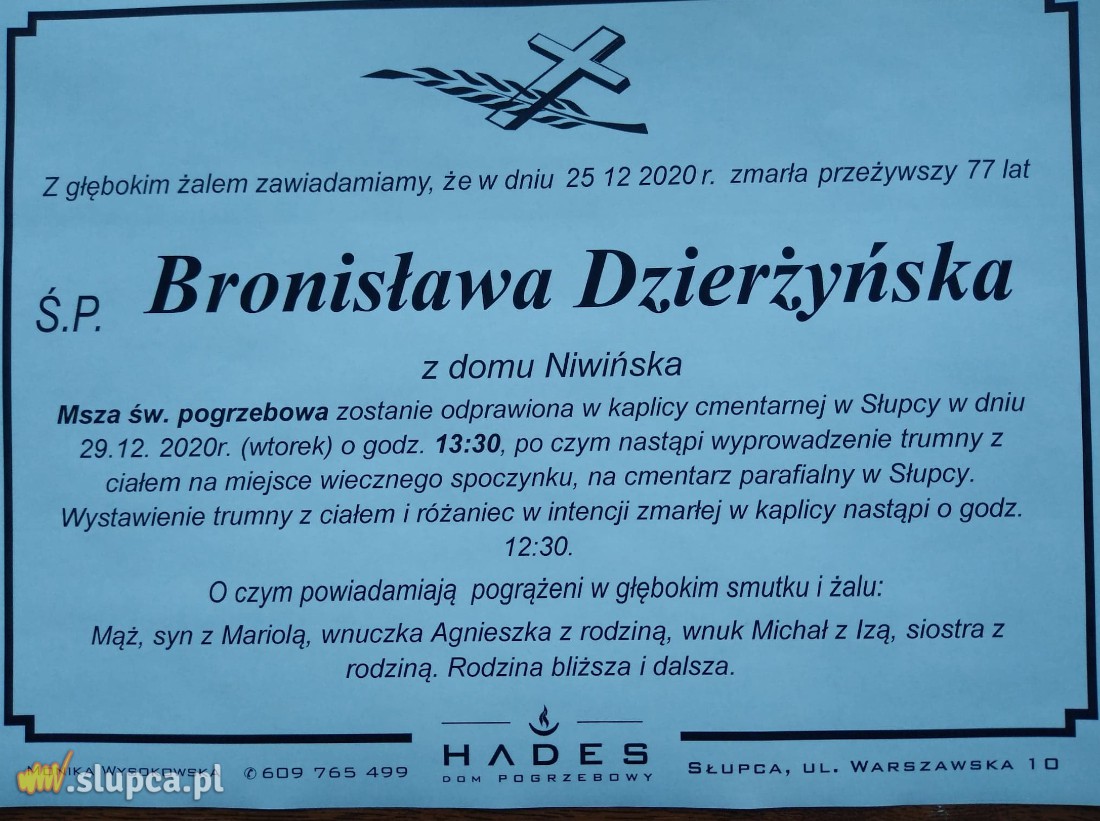 Z głębokim żalem zawiadamiamy, że w dniu 25 12 2020 r. zmarła przeżywszy 77 lat
Ś.P. Bronisława Dzierżyńska
z domu Niwińska
Msza św. pogrzebowa zostanie odprawiona w kaplicy cmentarnej w Słupcy w dniu
29.12. 2020r. (wtorek) o godz. 13:30, po czym nastąpi wyprowadzenie trumny z
ciałem na miejsce wiecznego spoczynku, na cmentarz parafialny w Słupcy.
Wystawienie trumny z ciałem i różaniec w intencji zmarłej w kaplicy nastąpi o godz.
12:30.
O czym powiadamiają pogrążeni w głębokim smutku i żalu:
Mąż, syn z Mariolą, wnuczka Agnieszka z rodziną, wnuk Michał z Izą, siostra z
rodziną. Rodzina bliższa i dalsza.
HADES
DOM POGRZEBOWY
Monika Wysokowska ✆609 765 499
Słupca, ul. Warszawska 10
www.slupca.pl